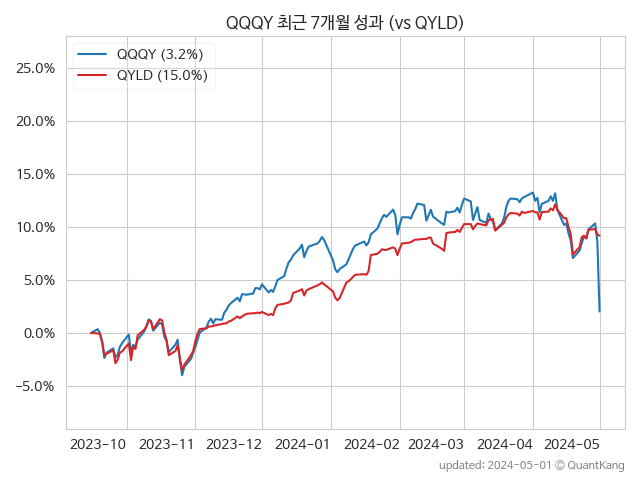 QQQY 최근 7개월 성과 (vs QYLD)
QQQY (3.2%)
QYLD (15.0%)
25.0%
20.0%
15.0%
10.0%
5.0%
0.0%
−5.0%
2023−10 2023−11 2023−12 2024−01 2024−02 2024−03 2024−04 2024−05
updated: 2024-05-01 © QuantKang